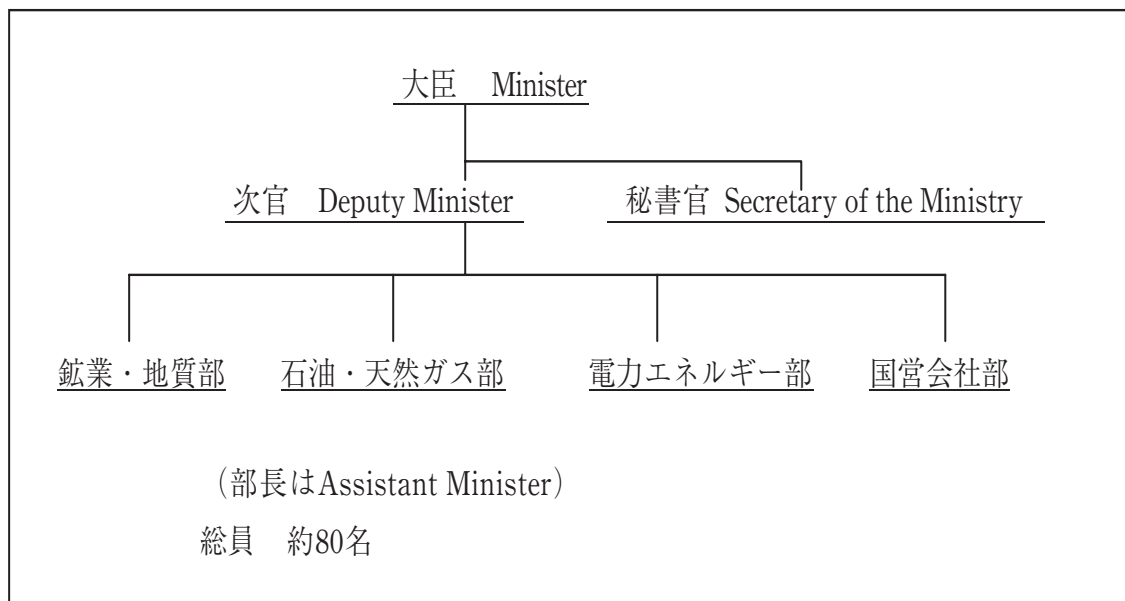 大臣　Minister
次官　Deputy Minister　秘書官 Secretary of the Ministry
鉱業・地質部　石油・天然ガス部　電力エネルギー部　国営会社部
（部長はAssistant Minister）
総員　約80名